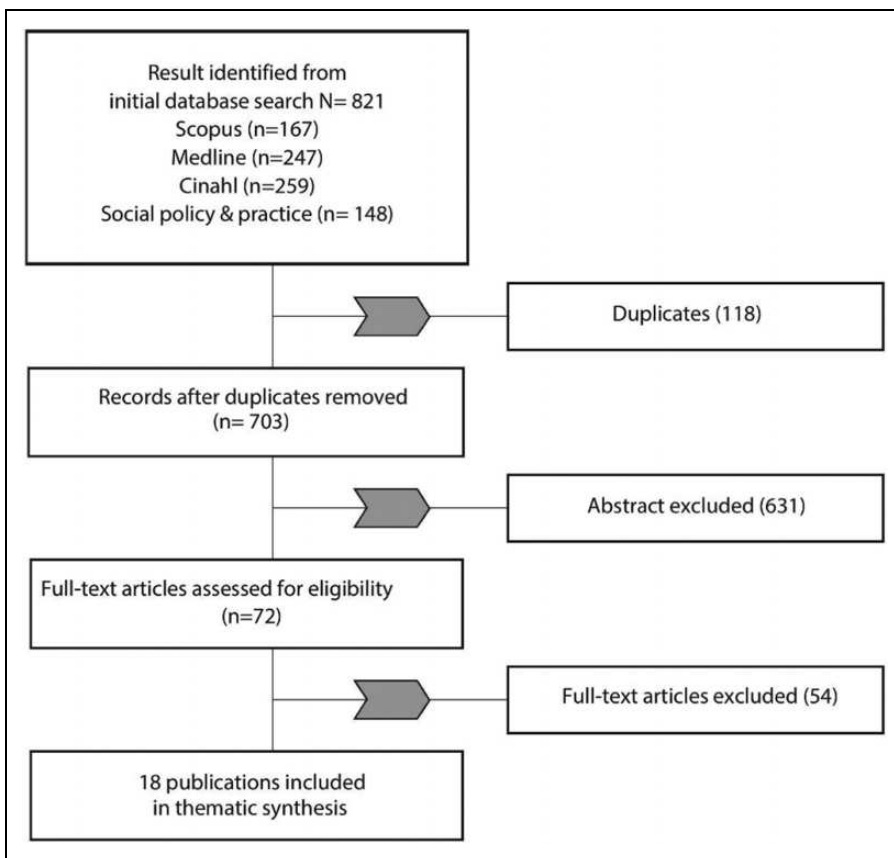 Result identified from
initial database search N= 821
Scopus (n=167)
Medline (n=247)
Cinahl (n=259)
Social policy & practice (n= 148)
Duplicates (118)
Records after duplicates removed
(n= 703)
Abstract excluded (631)
Full-text articles assessed for eligibility
(n=72)
Full-text articles excluded (54)
18 publications included
in thematic synthesis